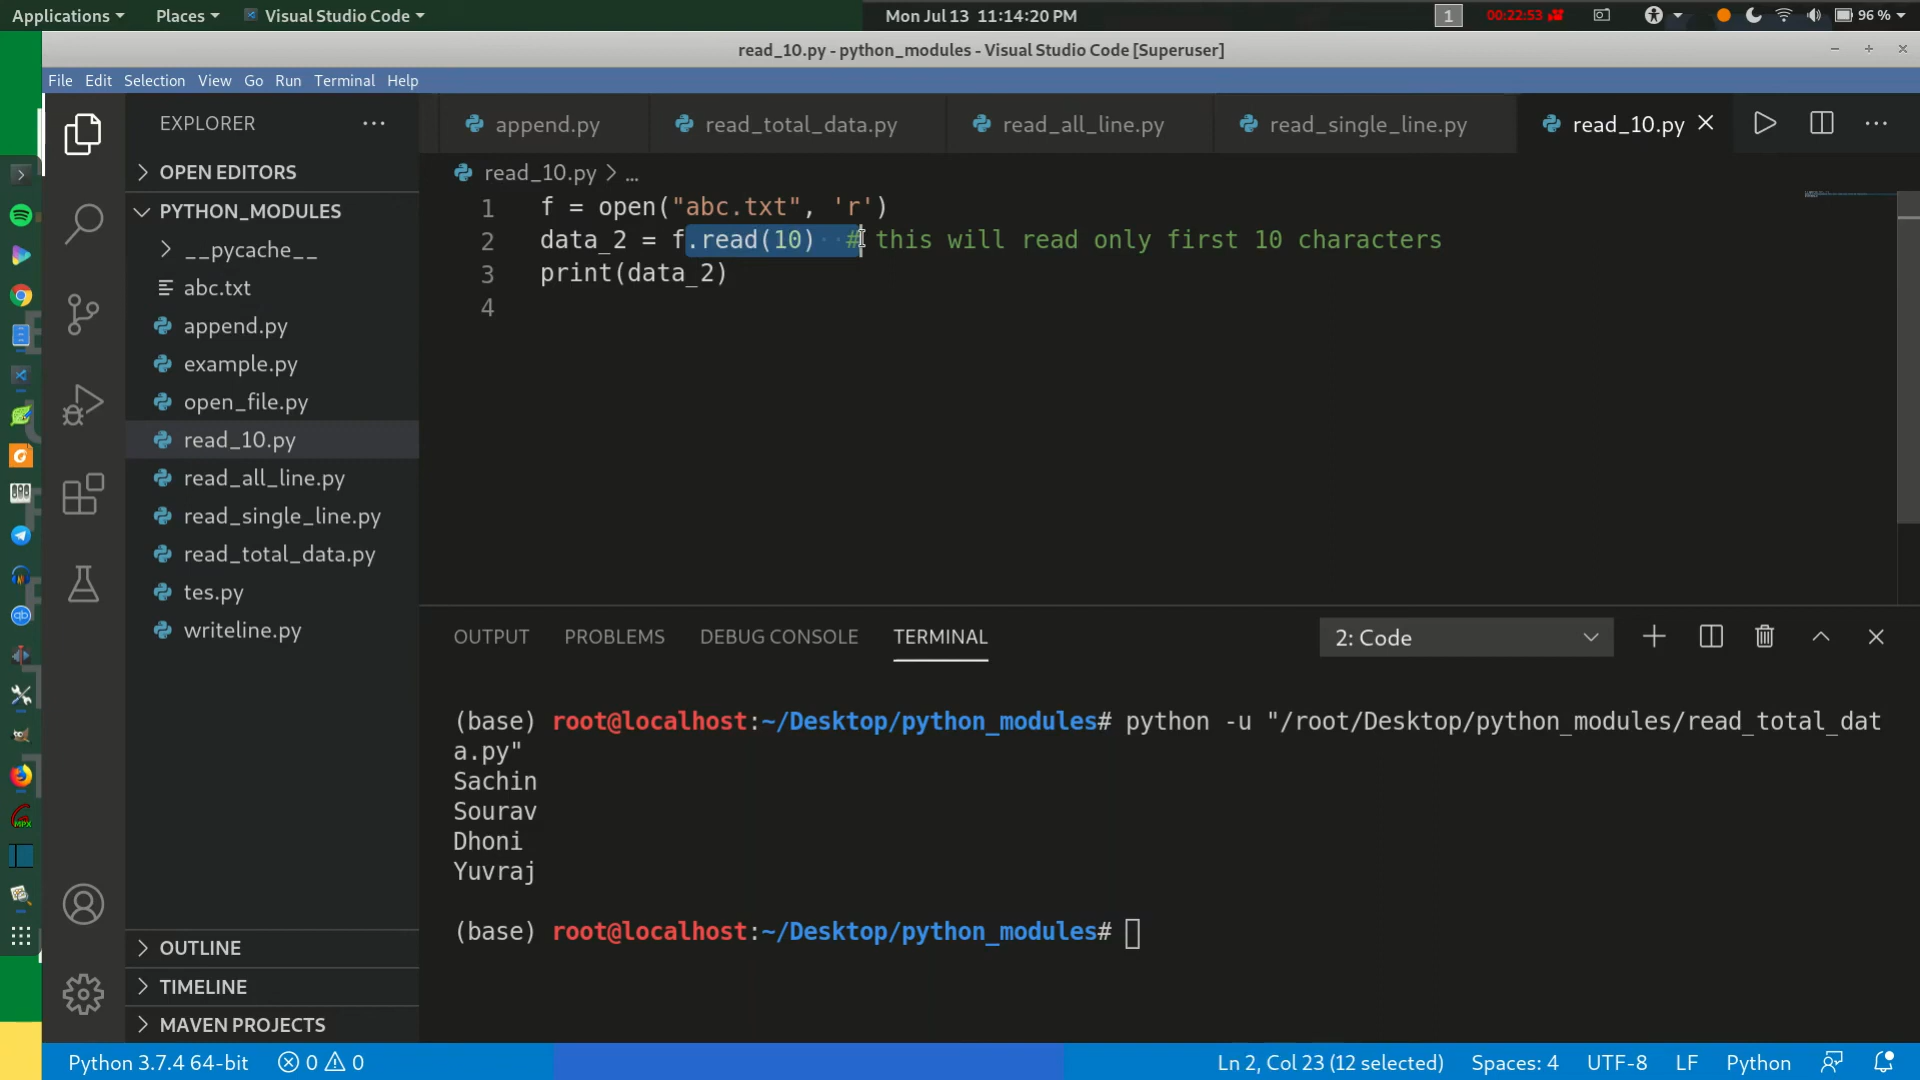 Applications Places Visual Studio Code Mon Jul 13 11:14:20 PM 1 00:22:53 96 %
read_10.py - python_modules - Visual Studio Code [Superuser]
File Edit Selection View Go Run Terminal Help
EXPLORER
OPEN EDITORS
PYTHON_MODULES
__pycache__
abc.txt
append.py
example.py
open_file.py
read_10.py
read_all_line.py
read_single_line.py
read_total_data.py
tes.py
writeline.py
OUTLINE
TIMELINE
MAVEN PROJECTS
append.py read_total_data.py read_all_line.py read_single_line.py read_10.py
read_10.py > ...
1 f = open("abc.txt", 'r')
2 data_2 = f.read(10) # this will read only first 10 characters
3 print(data_2)
4
OUTPUT PROBLEMS DEBUG CONSOLE TERMINAL 2: Code
(base) root@localhost:~/Desktop/python_modules# python -u "/root/Desktop/python_modules/read_total_dat
a.py"
Sachin
Sourav
Dhoni
Yuvraj
(base) root@localhost:~/Desktop/python_modules#
Python 3.7.4 64-bit 0 0 Ln 2, Col 23 (12 selected) Spaces: 4 UTF-8 LF Python